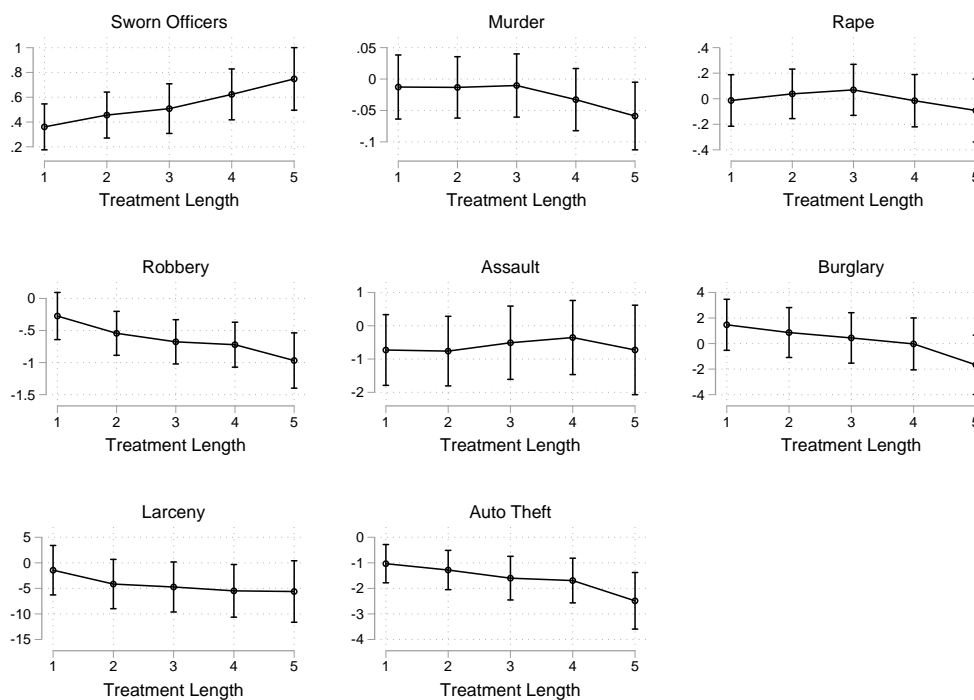 Sworn Officers
1
.8
.6
.4
.2
1 2 3 4 5
Treatment Length
Murder
.05
0
-.05
-.1
1 2 3 4 5
Treatment Length
Rape
.4
.2
0
-.2
-.4
1 2 3 4 5
Treatment Length
Robbery
0
-.5
-1
-1.5
1 2 3 4 5
Treatment Length
Assault
1
0
-1
-2
1 2 3 4 5
Treatment Length
Burglary
4
2
0
-2
-4
1 2 3 4 5
Treatment Length
Larceny
5
0
-5
-10
-15
1 2 3 4 5
Treatment Length
Auto Theft
0
-1
-2
-3
-4
1 2 3 4 5
Treatment Length